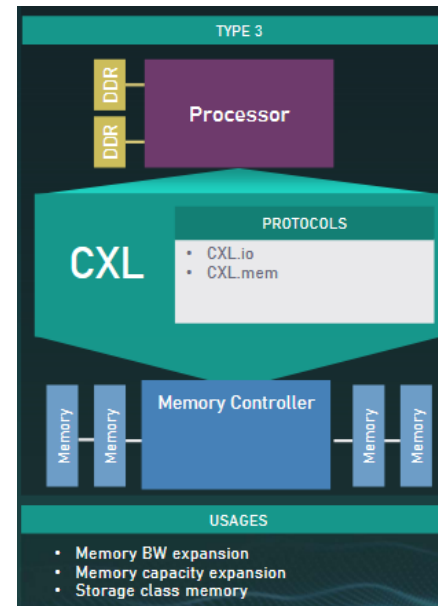 TYPE 3
DDR
DDR
Processor
CXL
PROTOCOLS
• CXL.io
• CXL.mem
Memory
Memory
Memory Controller
Memory
Memory
USAGES
• Memory BW expansion
• Memory capacity expansion
• Storage class memory